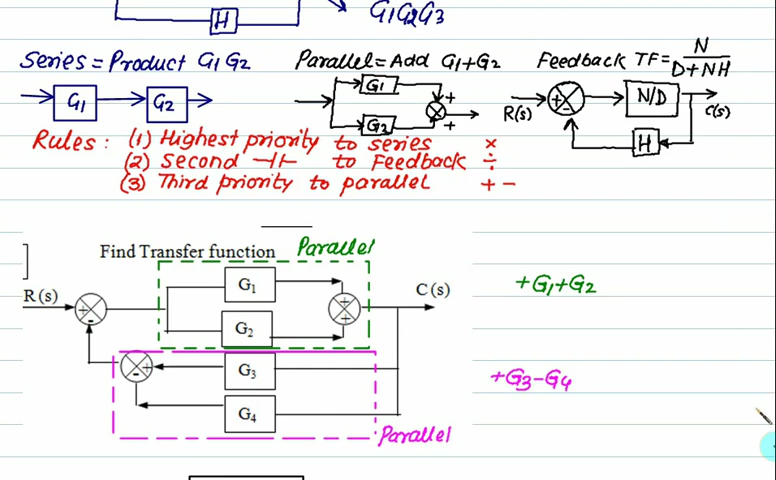 H
G1G2G3
Series = Product G1 G2
Parallel = Add G1+G2
Feedback TF = N
D+NH
G1
G2
G1
G2
+
+
R(s)
+
-
N/D
C(s)
H
Rules : (1) Highest priority to series ×
(2) Second —||— to Feedback ÷
(3) Third priority to parallel + -
]
Find Transfer function
Parallel
R(s)
+
-
G1
G2
+
+
C(s)
+G1+G2
-
+
G3
G4
+G3-G4
Parallel